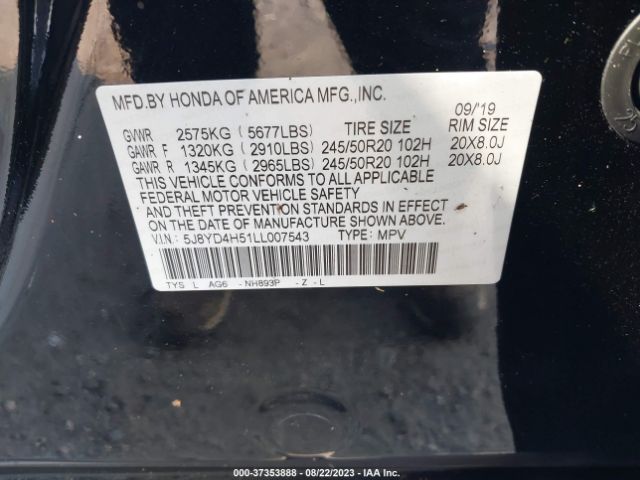 MFD.BY HONDA OF AMERICA MFG.,INC.
09/'19
GVWR 2575KG ( 5677LBS) TIRE SIZE RIM SIZE
GAWR F 1320KG ( 2910LBS) 245/50R20 102H 20X8.0J
GAWR R 1345KG ( 2965LBS) 245/50R20 102H 20X8.0J
THIS VEHICLE CONFORMS TO ALL APPLICABLE
FEDERAL MOTOR VEHICLE SAFETY
AND THEFT PREVENTION STANDARDS IN EFFECT
ON THE DATE OF MANUFACTURE SHOWN ABOVE.
V.I.N.: 5J8YD4H51LL007543 TYPE: MPV
TYS L AG6 -NH893P -Z -L
00-37353888 - 08/22/2023 - IAA Inc.